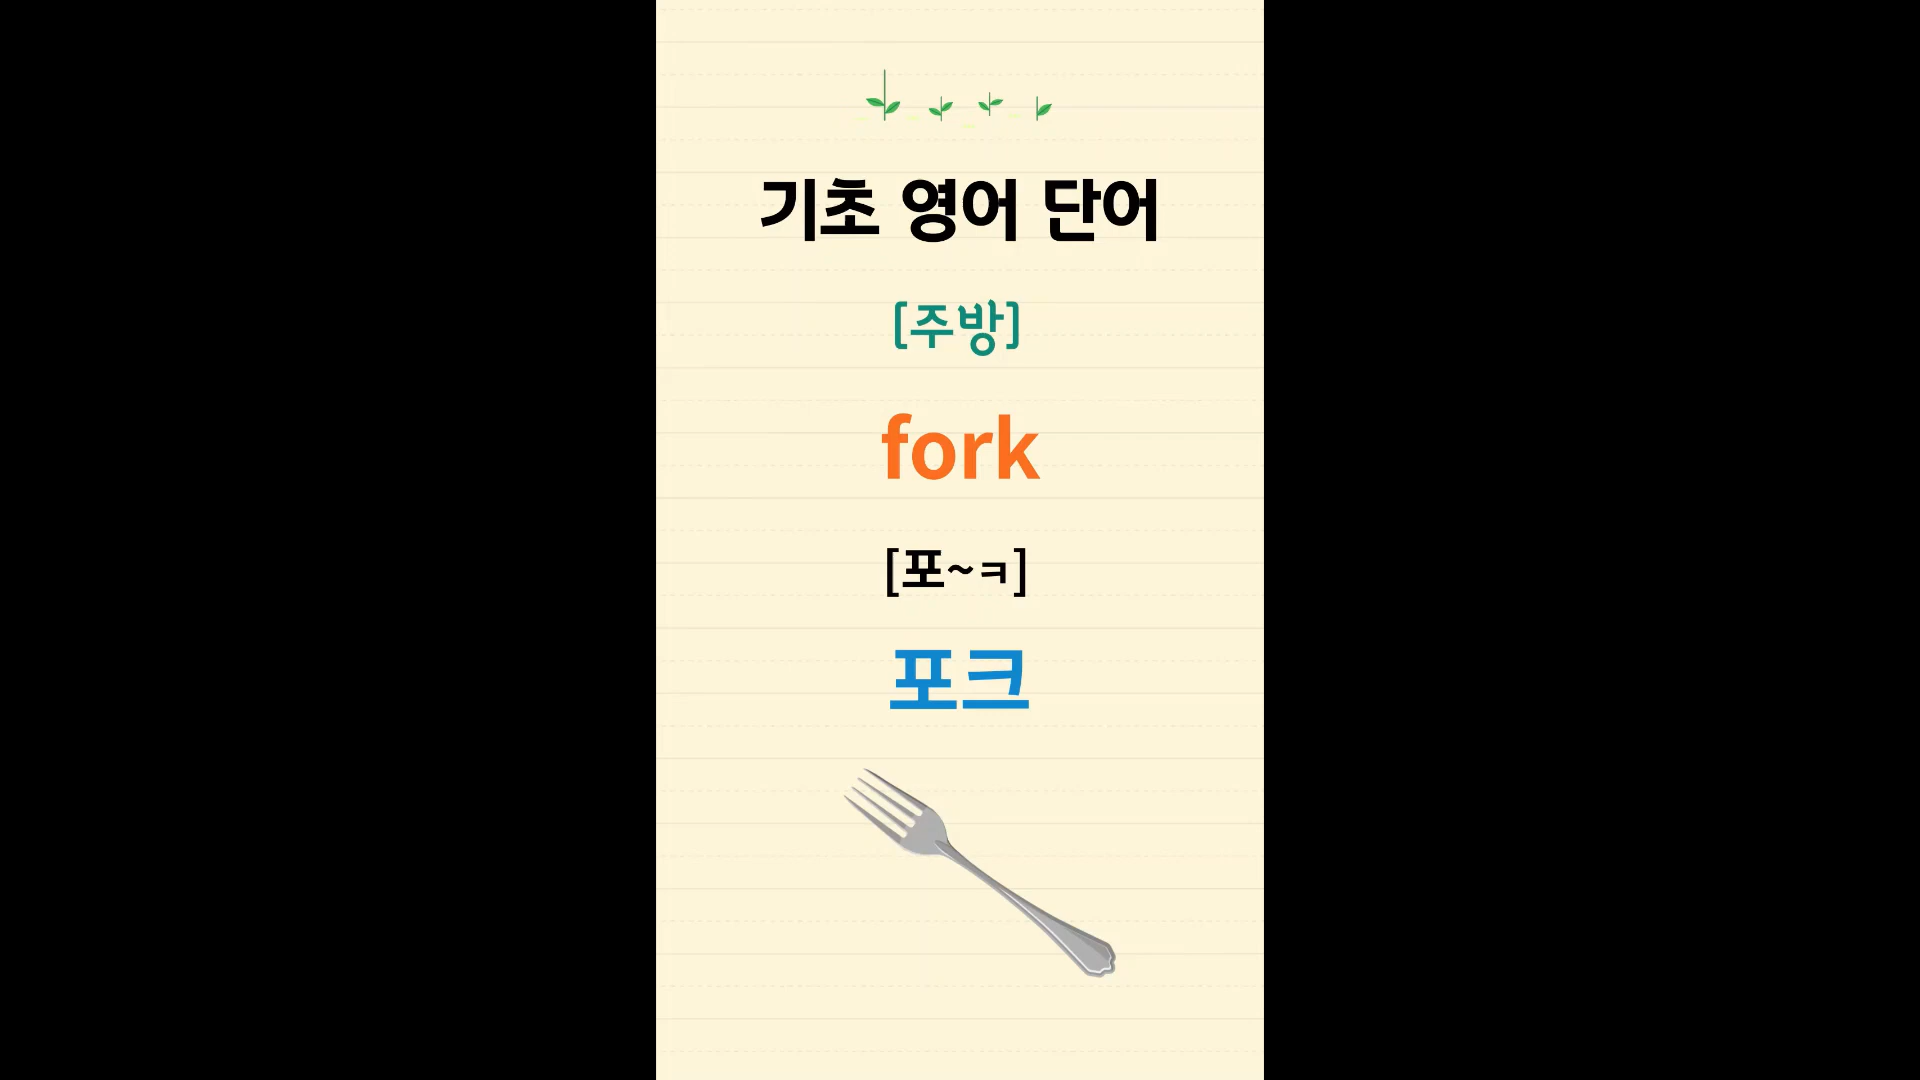 기초 영어 단어
[주방]
fork
[포~ㅋ]
포크